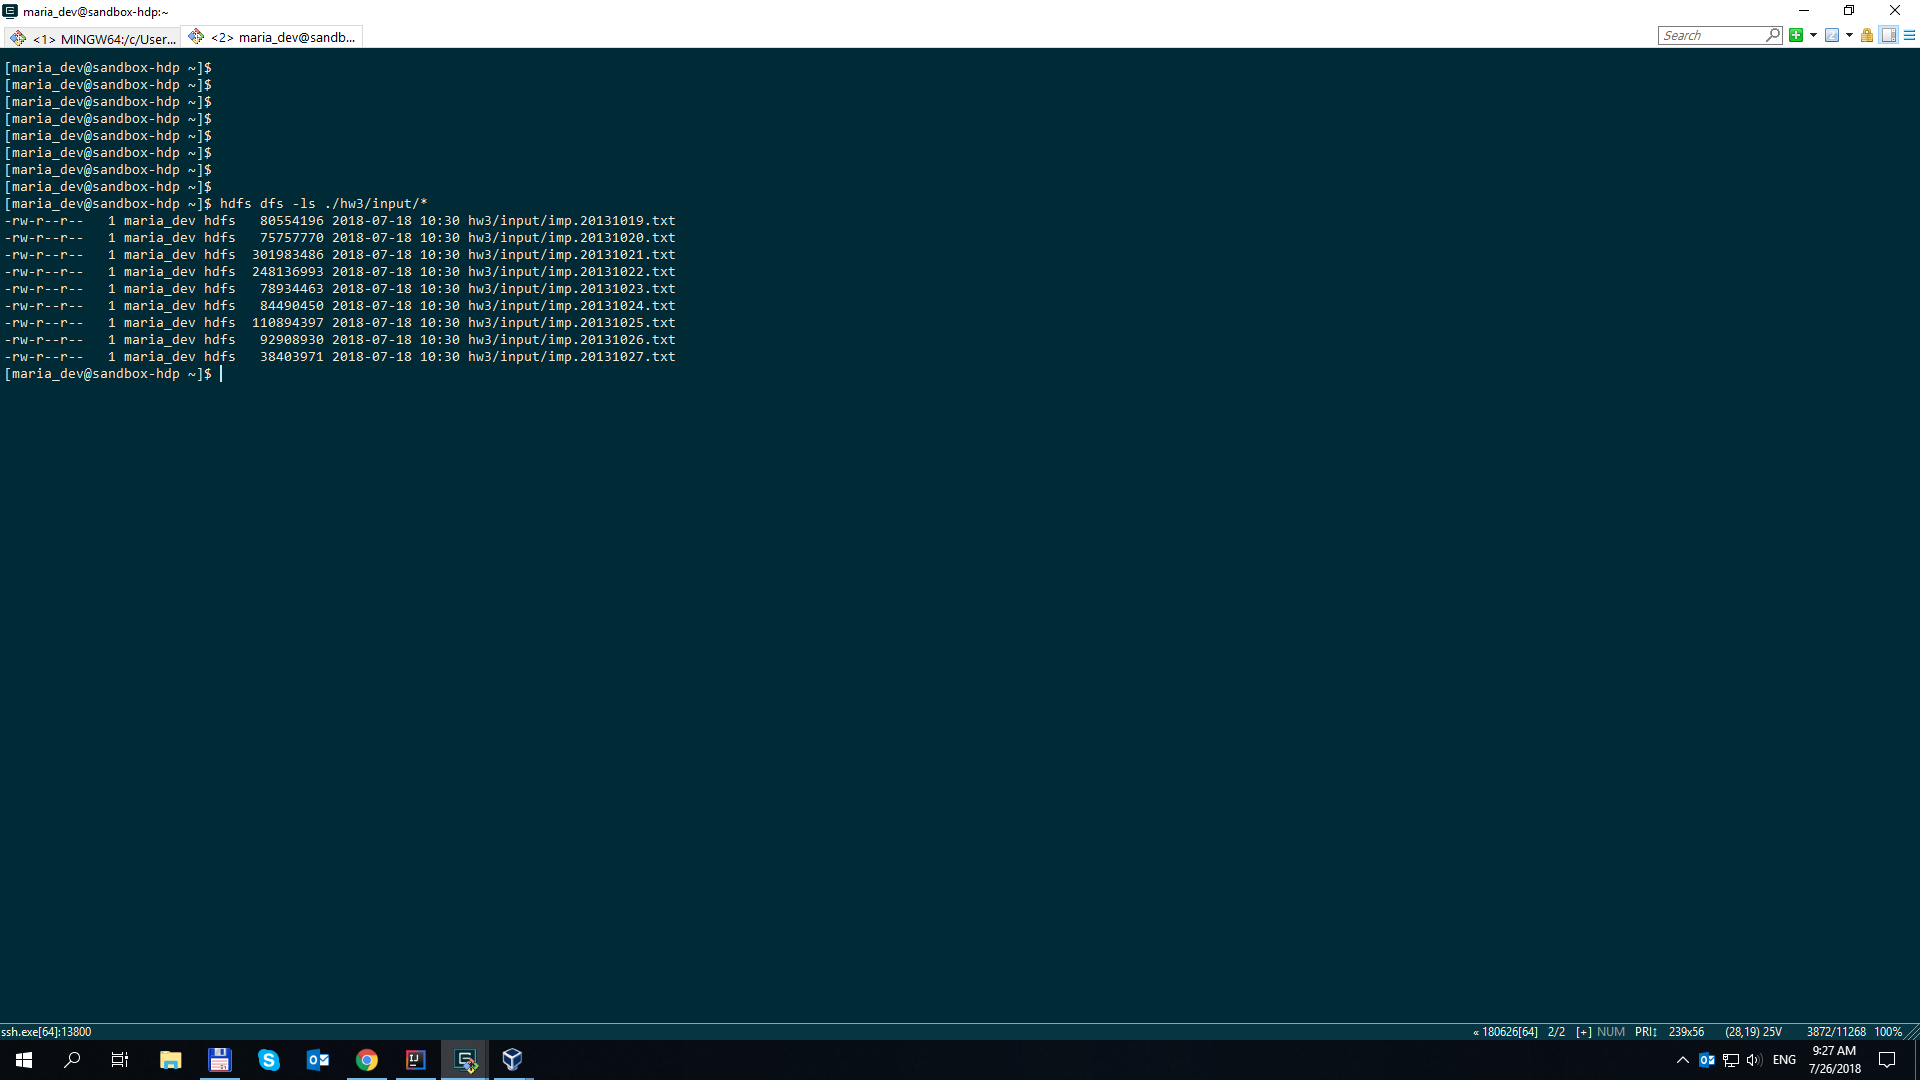 maria_dev@sandbox-hdp:~
<1> MINGW64:/c/User...
<2> maria_dev@sandb...
Search
[maria_dev@sandbox-hdp ~]$
[maria_dev@sandbox-hdp ~]$
[maria_dev@sandbox-hdp ~]$
[maria_dev@sandbox-hdp ~]$
[maria_dev@sandbox-hdp ~]$
[maria_dev@sandbox-hdp ~]$
[maria_dev@sandbox-hdp ~]$
[maria_dev@sandbox-hdp ~]$
[maria_dev@sandbox-hdp ~]$ hdfs dfs -ls ./hw3/input/*
-rw-r--r--   1 maria_dev hdfs   80554196 2018-07-18 10:30 hw3/input/imp.20131019.txt
-rw-r--r--   1 maria_dev hdfs   75757770 2018-07-18 10:30 hw3/input/imp.20131020.txt
-rw-r--r--   1 maria_dev hdfs  301983486 2018-07-18 10:30 hw3/input/imp.20131021.txt
-rw-r--r--   1 maria_dev hdfs  248136993 2018-07-18 10:30 hw3/input/imp.20131022.txt
-rw-r--r--   1 maria_dev hdfs   78934463 2018-07-18 10:30 hw3/input/imp.20131023.txt
-rw-r--r--   1 maria_dev hdfs   84490450 2018-07-18 10:30 hw3/input/imp.20131024.txt
-rw-r--r--   1 maria_dev hdfs  110894397 2018-07-18 10:30 hw3/input/imp.20131025.txt
-rw-r--r--   1 maria_dev hdfs   92908930 2018-07-18 10:30 hw3/input/imp.20131026.txt
-rw-r--r--   1 maria_dev hdfs   38403971 2018-07-18 10:30 hw3/input/imp.20131027.txt
[maria_dev@sandbox-hdp ~]$
ssh.exe[64]:13800
« 180626[64] 2/2 [+] NUM PRI↕ 239x56 (28,19) 25V 3872/11268 100%
ENG
9:27 AM
7/26/2018